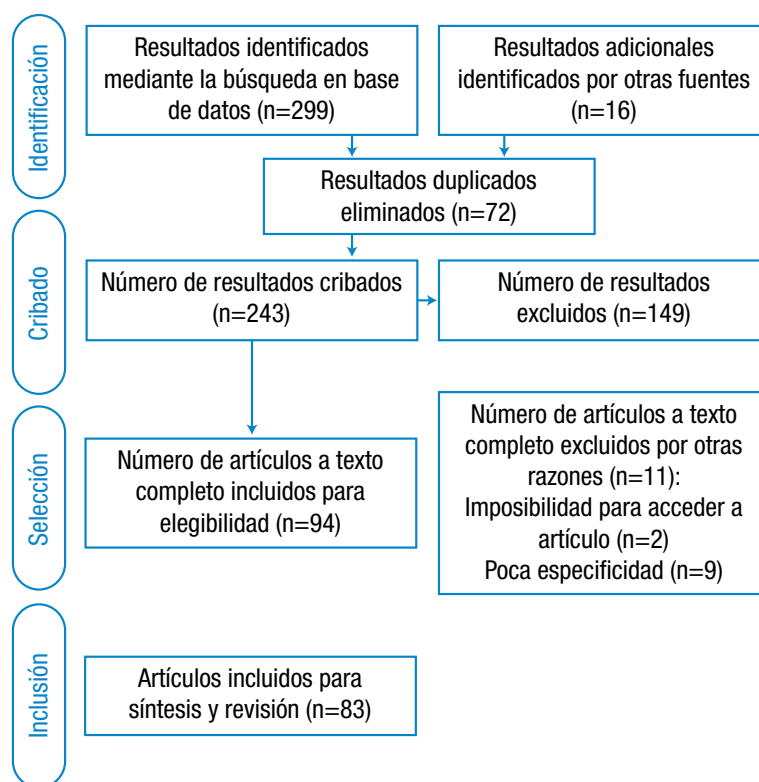 Identificación
Resultados identificados
mediante la búsqueda en base
de datos (n=299)
Resultados adicionales
identificados por otras fuentes
(n=16)
Resultados duplicados
eliminados (n=72)
Cribado
Número de resultados cribados
(n=243)
Número de resultados
excluidos (n=149)
Selección
Número de artículos a texto
completo incluidos para
elegibilidad (n=94)
Número de artículos a texto
completo excluidos por otras
razones (n=11):
Imposibilidad para acceder a
artículo (n=2)
Poca especificidad (n=9)
Inclusión
Artículos incluidos para
síntesis y revisión (n=83)